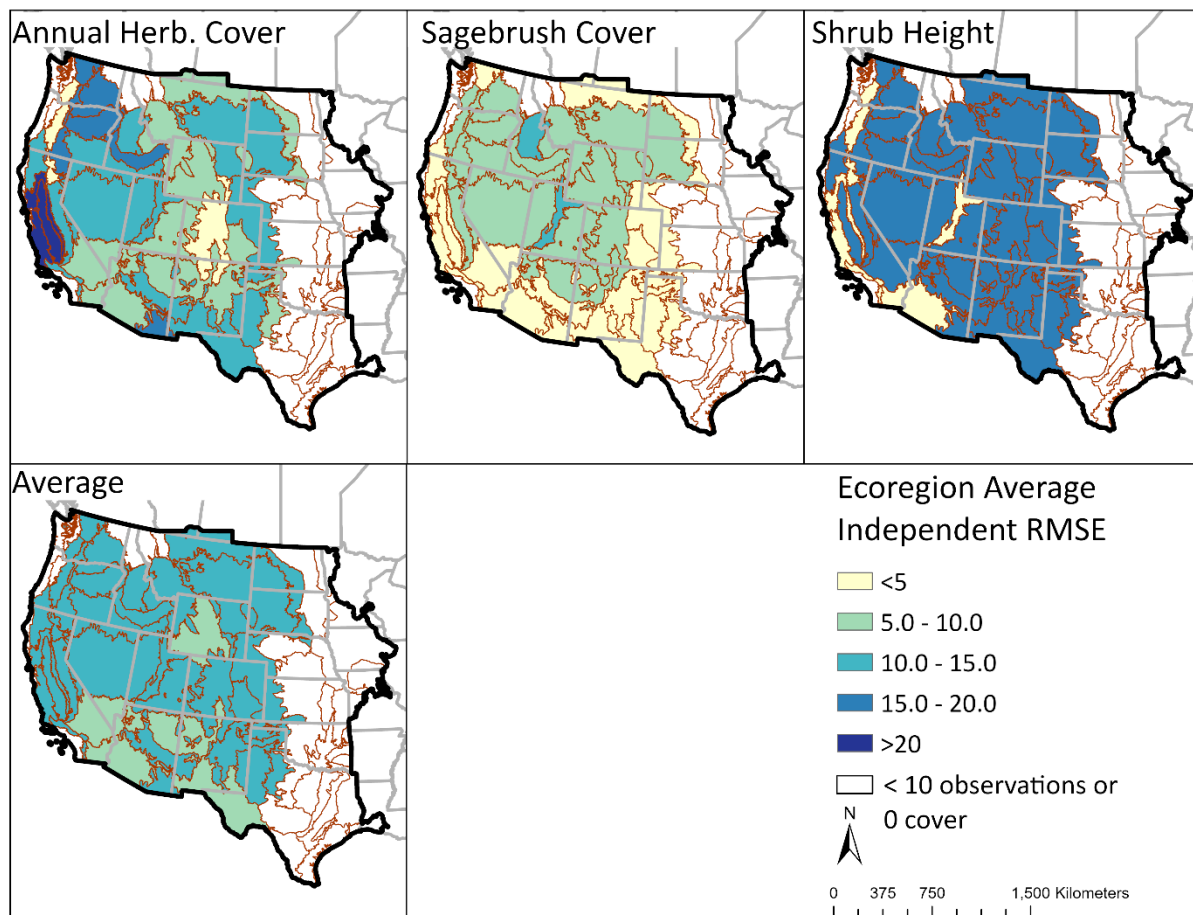 Annual Herb. Cover
Sagebrush Cover
Shrub Height
Average
Ecoregion Average
Independent RMSE
<5
5.0 - 10.0
10.0 - 15.0
15.0 - 20.0
>20
< 10 observations or
0 cover
N
0 375 750 1,500 Kilometers